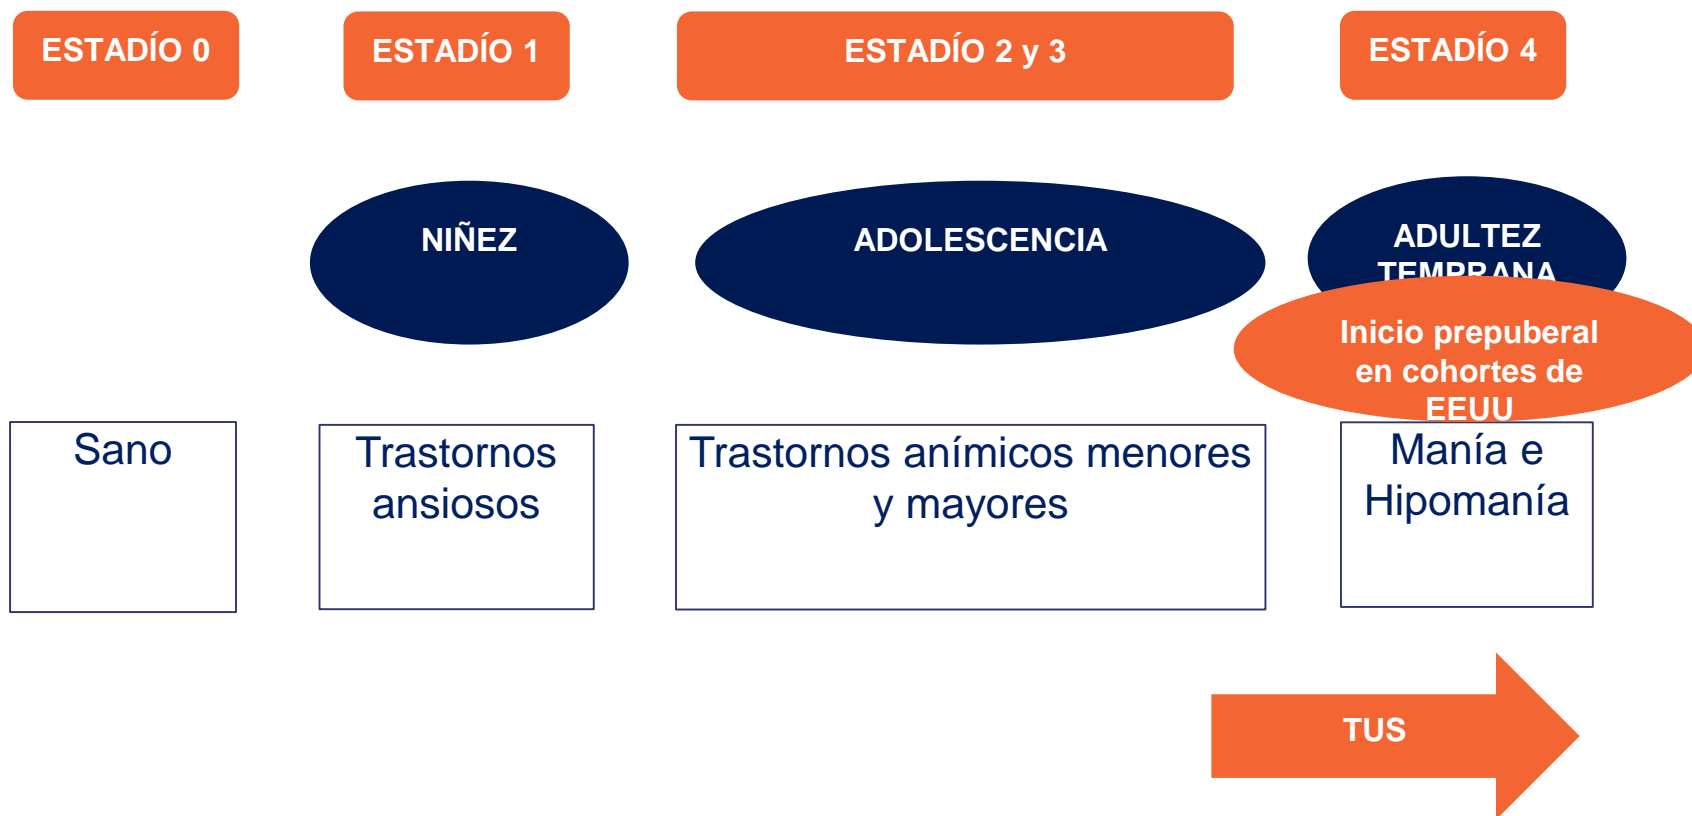 ESTADÍO 0
ESTADÍO 1
ESTADÍO 2 y 3
ESTADÍO 4
NIÑEZ
ADOLESCENCIA
ADULTEZ
TEMPRANA
Inicio prepuberal
en cohortes de
EEUU
Sano
Trastornos
ansiosos
Trastornos anímicos menores
y mayores
Manía e
Hipomanía
TUS